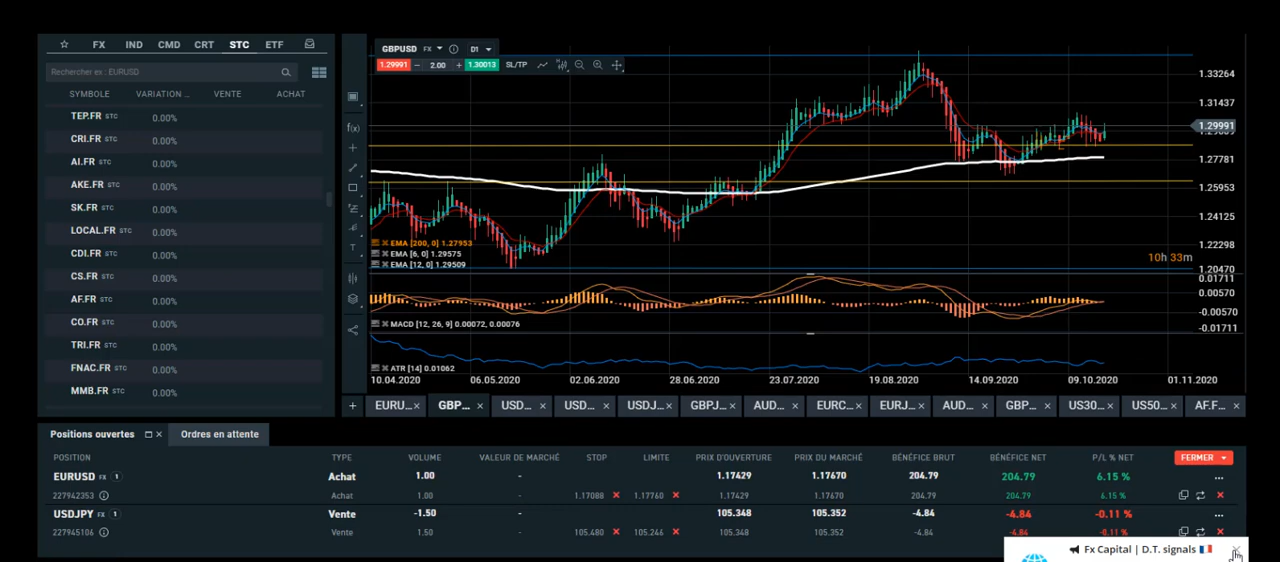 FX IND CMD CRT STC ETF
Rechercher ex : EURUSD
SYMBOLE VARIATION ... VENTE ACHAT
TEP.FR STC 0.00%
CRI.FR STC 0.00%
AI.FR STC 0.00%
AKE.FR STC 0.00%
SK.FR STC 0.00%
LOCAL.FR STC 0.00%
CDI.FR STC 0.00%
CS.FR STC 0.00%
AF.FR STC 0.00%
CO.FR STC 0.00%
TRI.FR STC 0.00%
FNAC.FR STC 0.00%
MMB.FR STC 0.00%
GBPUSD FX D1
1.29991 – 2.00 + 1.30013 SL/TP
f(x)
T
1.33264
1.31437
1.29991
1.27781
1.25953
1.24125
1.22298
1.20470
10h 33m
EMA [200, 0] 1.27953
EMA [6, 0] 1.29575
EMA [12, 0] 1.29509
0.01711
0.00570
-0.00570
-0.01711
MACD [12, 26, 9] 0.00072, 0.00076
ATR [14] 0.01062
10.04.2020 06.05.2020 02.06.2020 28.06.2020 23.07.2020 19.08.2020 14.09.2020 09.10.2020 01.11.2020
EURU... GBP... USD... USD... USDJ... GBPJ... AUD... EURC... EURJ... AUD... GBP... US30... US50... AF.F...
Positions ouvertes Ordres en attente
POSITION TYPE VOLUME VALEUR DE MARCHÉ STOP LIMITE PRIX D'OUVERTURE PRIX DU MARCHÉ BÉNÉFICE BRUT BÉNÉFICE NET P/L % NET FERMER
EURUSD FX 1 Achat 1.00 - 1.17429 1.17670 204.79 204.79 6.15 % ...
227942353 Achat 1.00 - 1.17088 1.17760 1.17429 1.17670 204.79 204.79 6.15 %
USDJPY FX 1 Vente -1.50 - 105.348 105.352 -4.84 -4.84 -0.11 % ...
227945106 Vente 1.50 - 105.480 105.246 105.348 105.352 -4.84 -4.84 -0.11 %
Fx Capital | D.T. signals